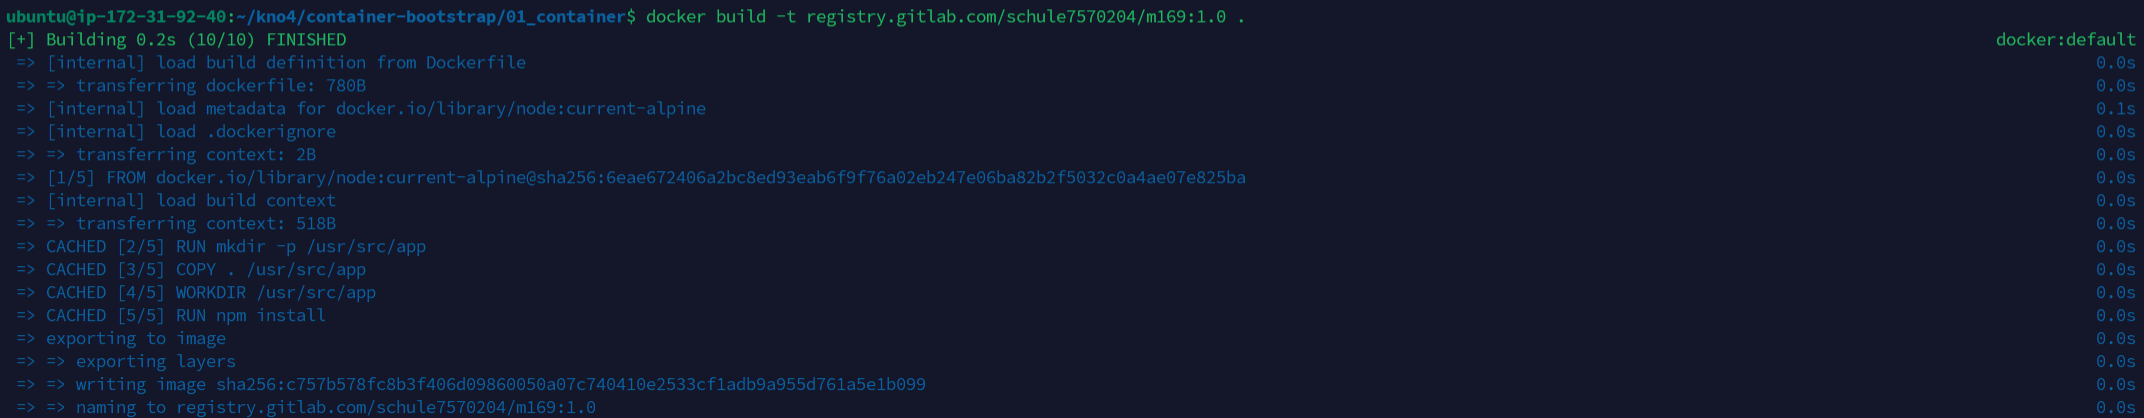 ubuntu@ip-172-31-92-40:~/kno4/container-bootstrap/01_container$ docker build -t registry.gitlab.com/schule7570204/m169:1.0 .
[+] Building 0.2s (10/10) FINISHED docker:default
=> [internal] load build definition from Dockerfile 0.0s
=> => transferring dockerfile: 780B 0.0s
=> [internal] load metadata for docker.io/library/node:current-alpine 0.1s
=> [internal] load .dockerignore 0.0s
=> => transferring context: 2B 0.0s
=> [1/5] FROM docker.io/library/node:current-alpine@sha256:6eae672406a2bc8ed93eab6f9f76a02eb247e06ba82b2f5032c0a4ae07e825ba 0.0s
=> [internal] load build context 0.0s
=> => transferring context: 518B 0.0s
=> CACHED [2/5] RUN mkdir -p /usr/src/app 0.0s
=> CACHED [3/5] COPY . /usr/src/app 0.0s
=> CACHED [4/5] WORKDIR /usr/src/app 0.0s
=> CACHED [5/5] RUN npm install 0.0s
=> exporting to image 0.0s
=> => exporting layers 0.0s
=> => writing image sha256:c757b578fc8b3f406d09860050a07c740410e2533cf1adb9a955d761a5e1b099 0.0s
=> => naming to registry.gitlab.com/schule7570204/m169:1.0 0.0s